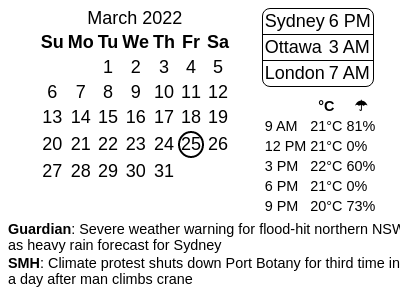 March 2022
Su Mo Tu We Th Fr Sa
1 2 3 4 5
6 7 8 9 10 11 12
13 14 15 16 17 18 19
20 21 22 23 24 25 26
27 28 29 30 31
Sydney 6 PM
Ottawa 3 AM
London 7 AM
°C ☂
9 AM 21°C 81%
12 PM 21°C 0%
3 PM 21°C 60%
6 PM 21°C 0%
9 PM 20°C 73%
Guardian: Severe weather warning for flood-hit northern NSW
as heavy rain forecast for Sydney
SMH: Climate protest shuts down Port Botany for third time in
a day after man climbs crane